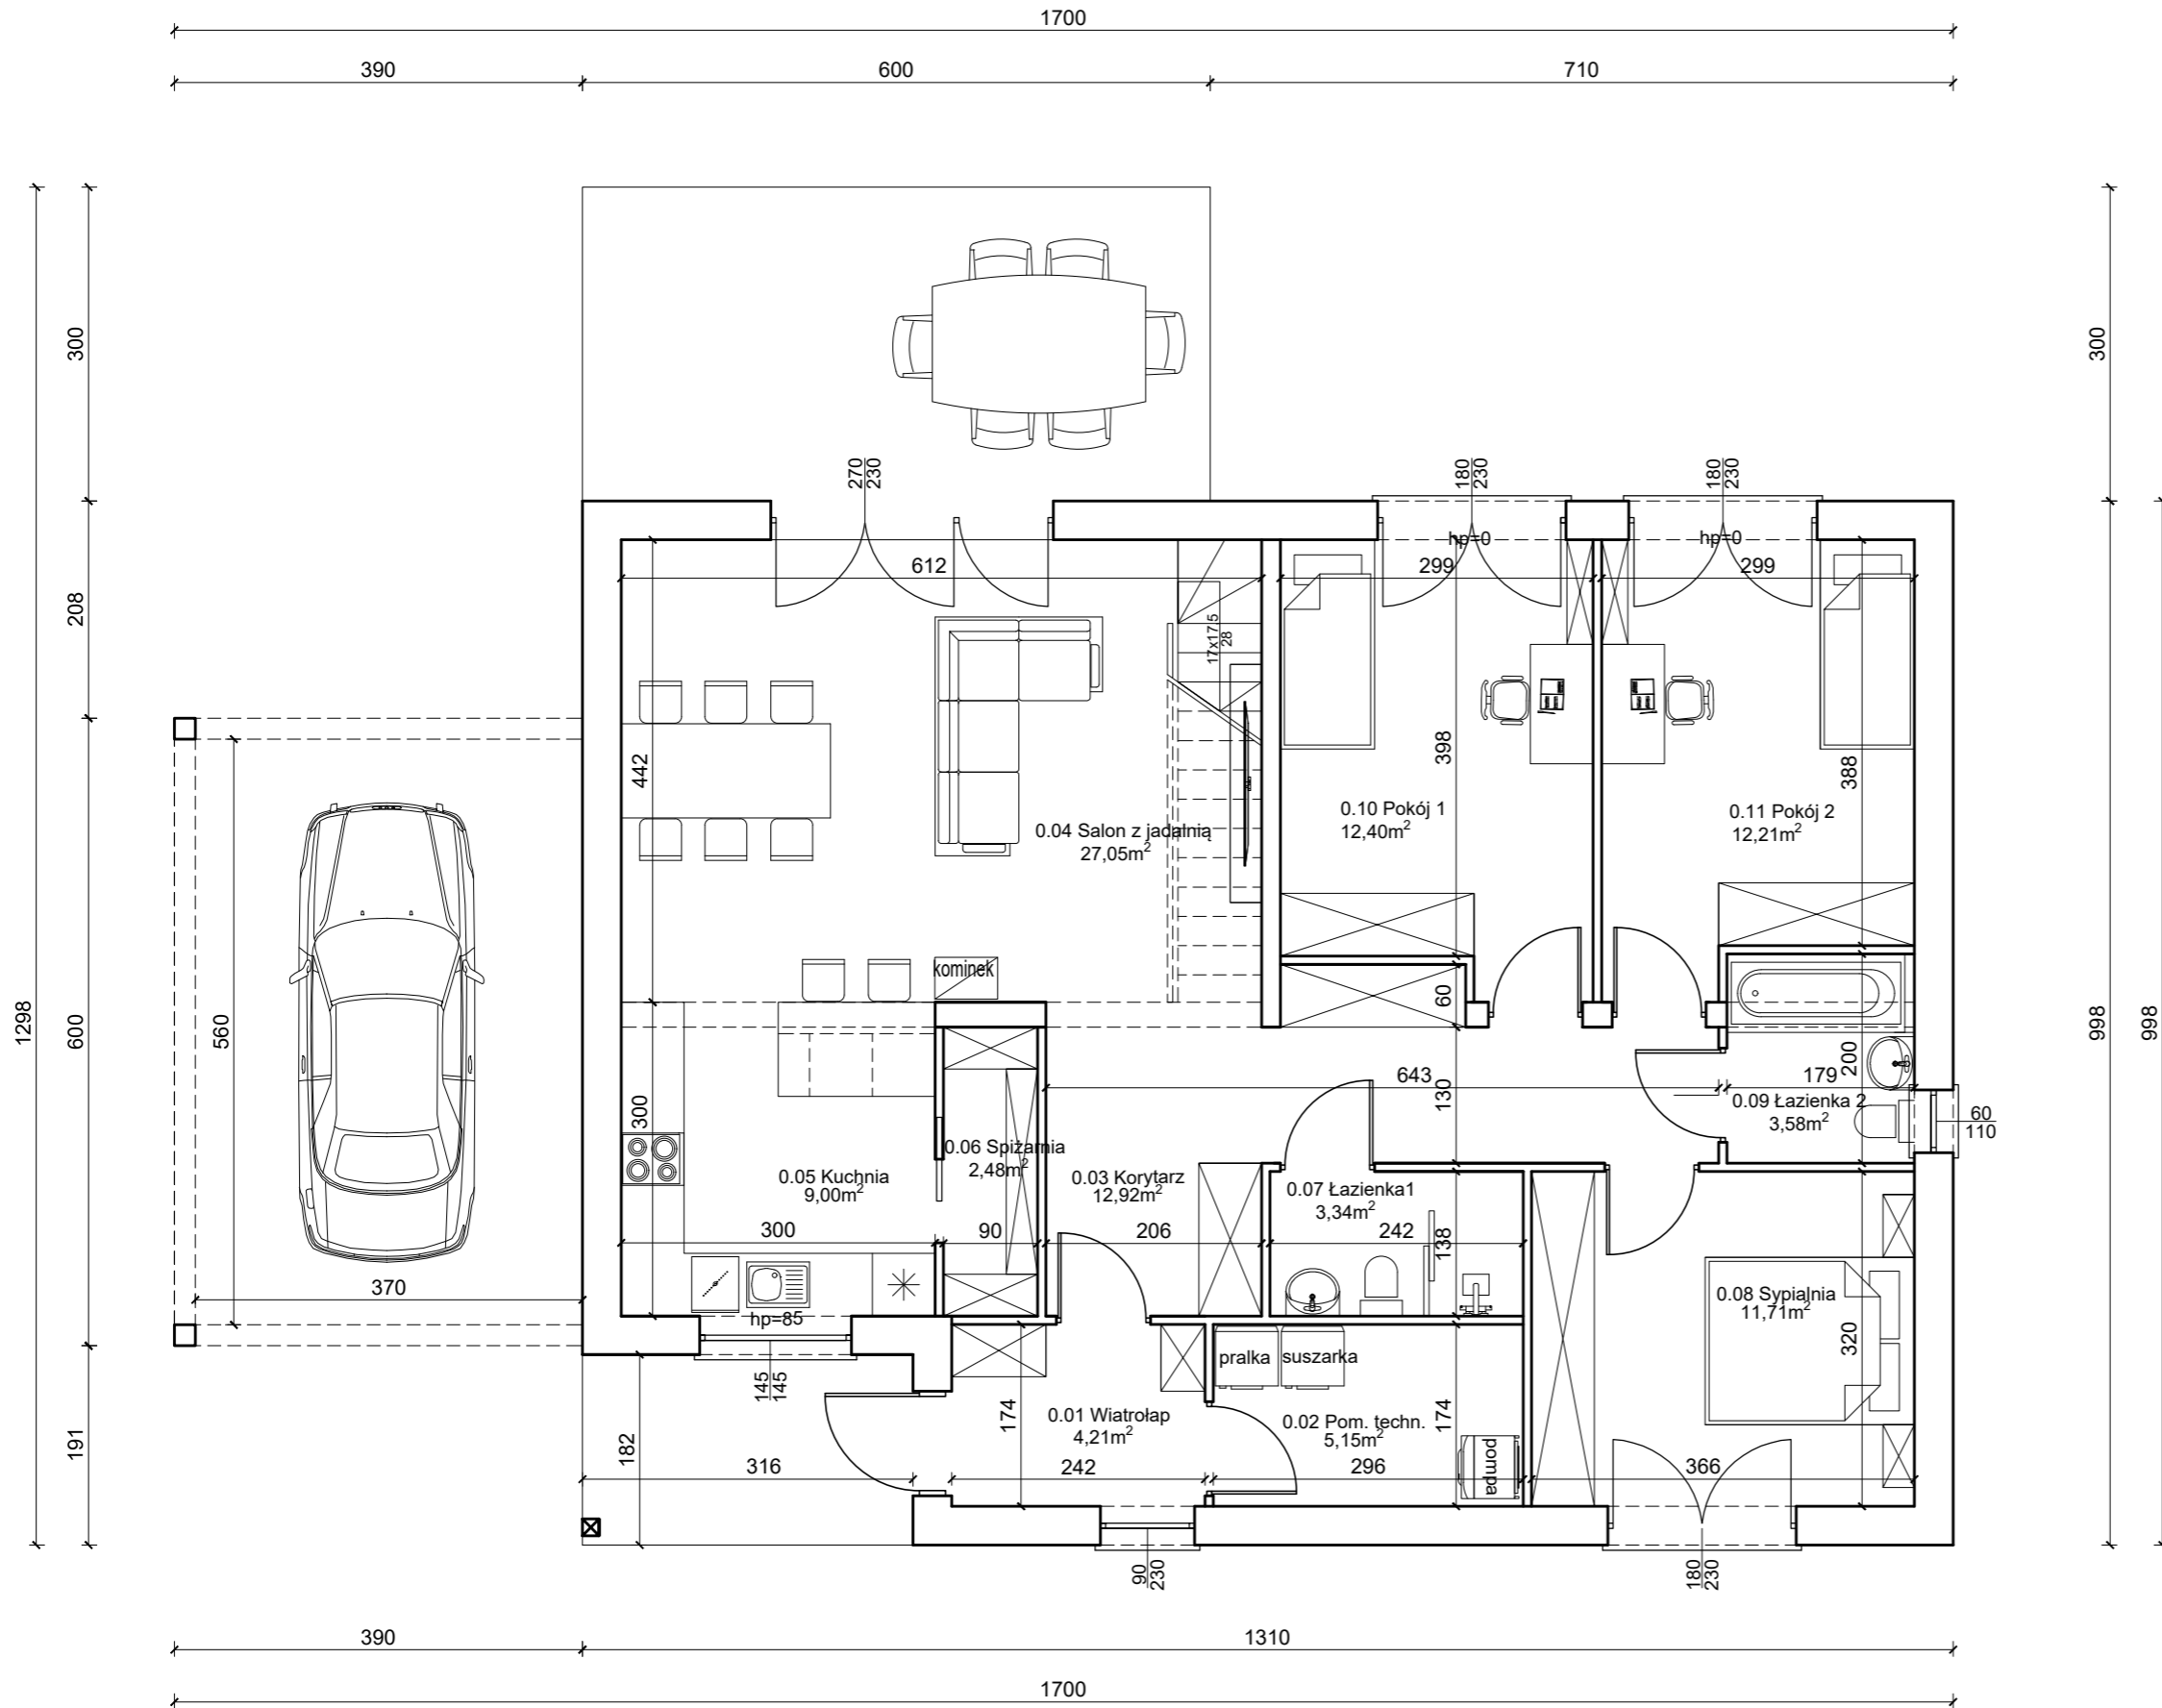 1700
390
600
710
300
300
270
230
180
230
180
230
hp=0
hp=0
612
299
299
208
17x17.5
28
442
398
388
0.10 Pokój 1
12,40m²
0.11 Pokój 2
12,21m²
0.04 Salon z jadalnią
27,05m²
kominek
1298
600
560
60
998
998
300
643
130
200
179
0.09 Łazienka 2
3,58m²
60
110
0.06 Spiżarnia
2,48m²
0.05 Kuchnia
9,00m²
0.03 Korytarz
12,92m²
0.07 Łazienka1
3,34m²
300
90
206
242
138
370
hp=85
0.08 Sypialnia
11,71m²
320
pralka
suszarka
145
145
191
182
174
0.01 Wiatrołap
4,21m²
0.02 Pom. techn.
5,15m²
174
pompa
316
242
296
366
90
230
180
230
390
1310
1700